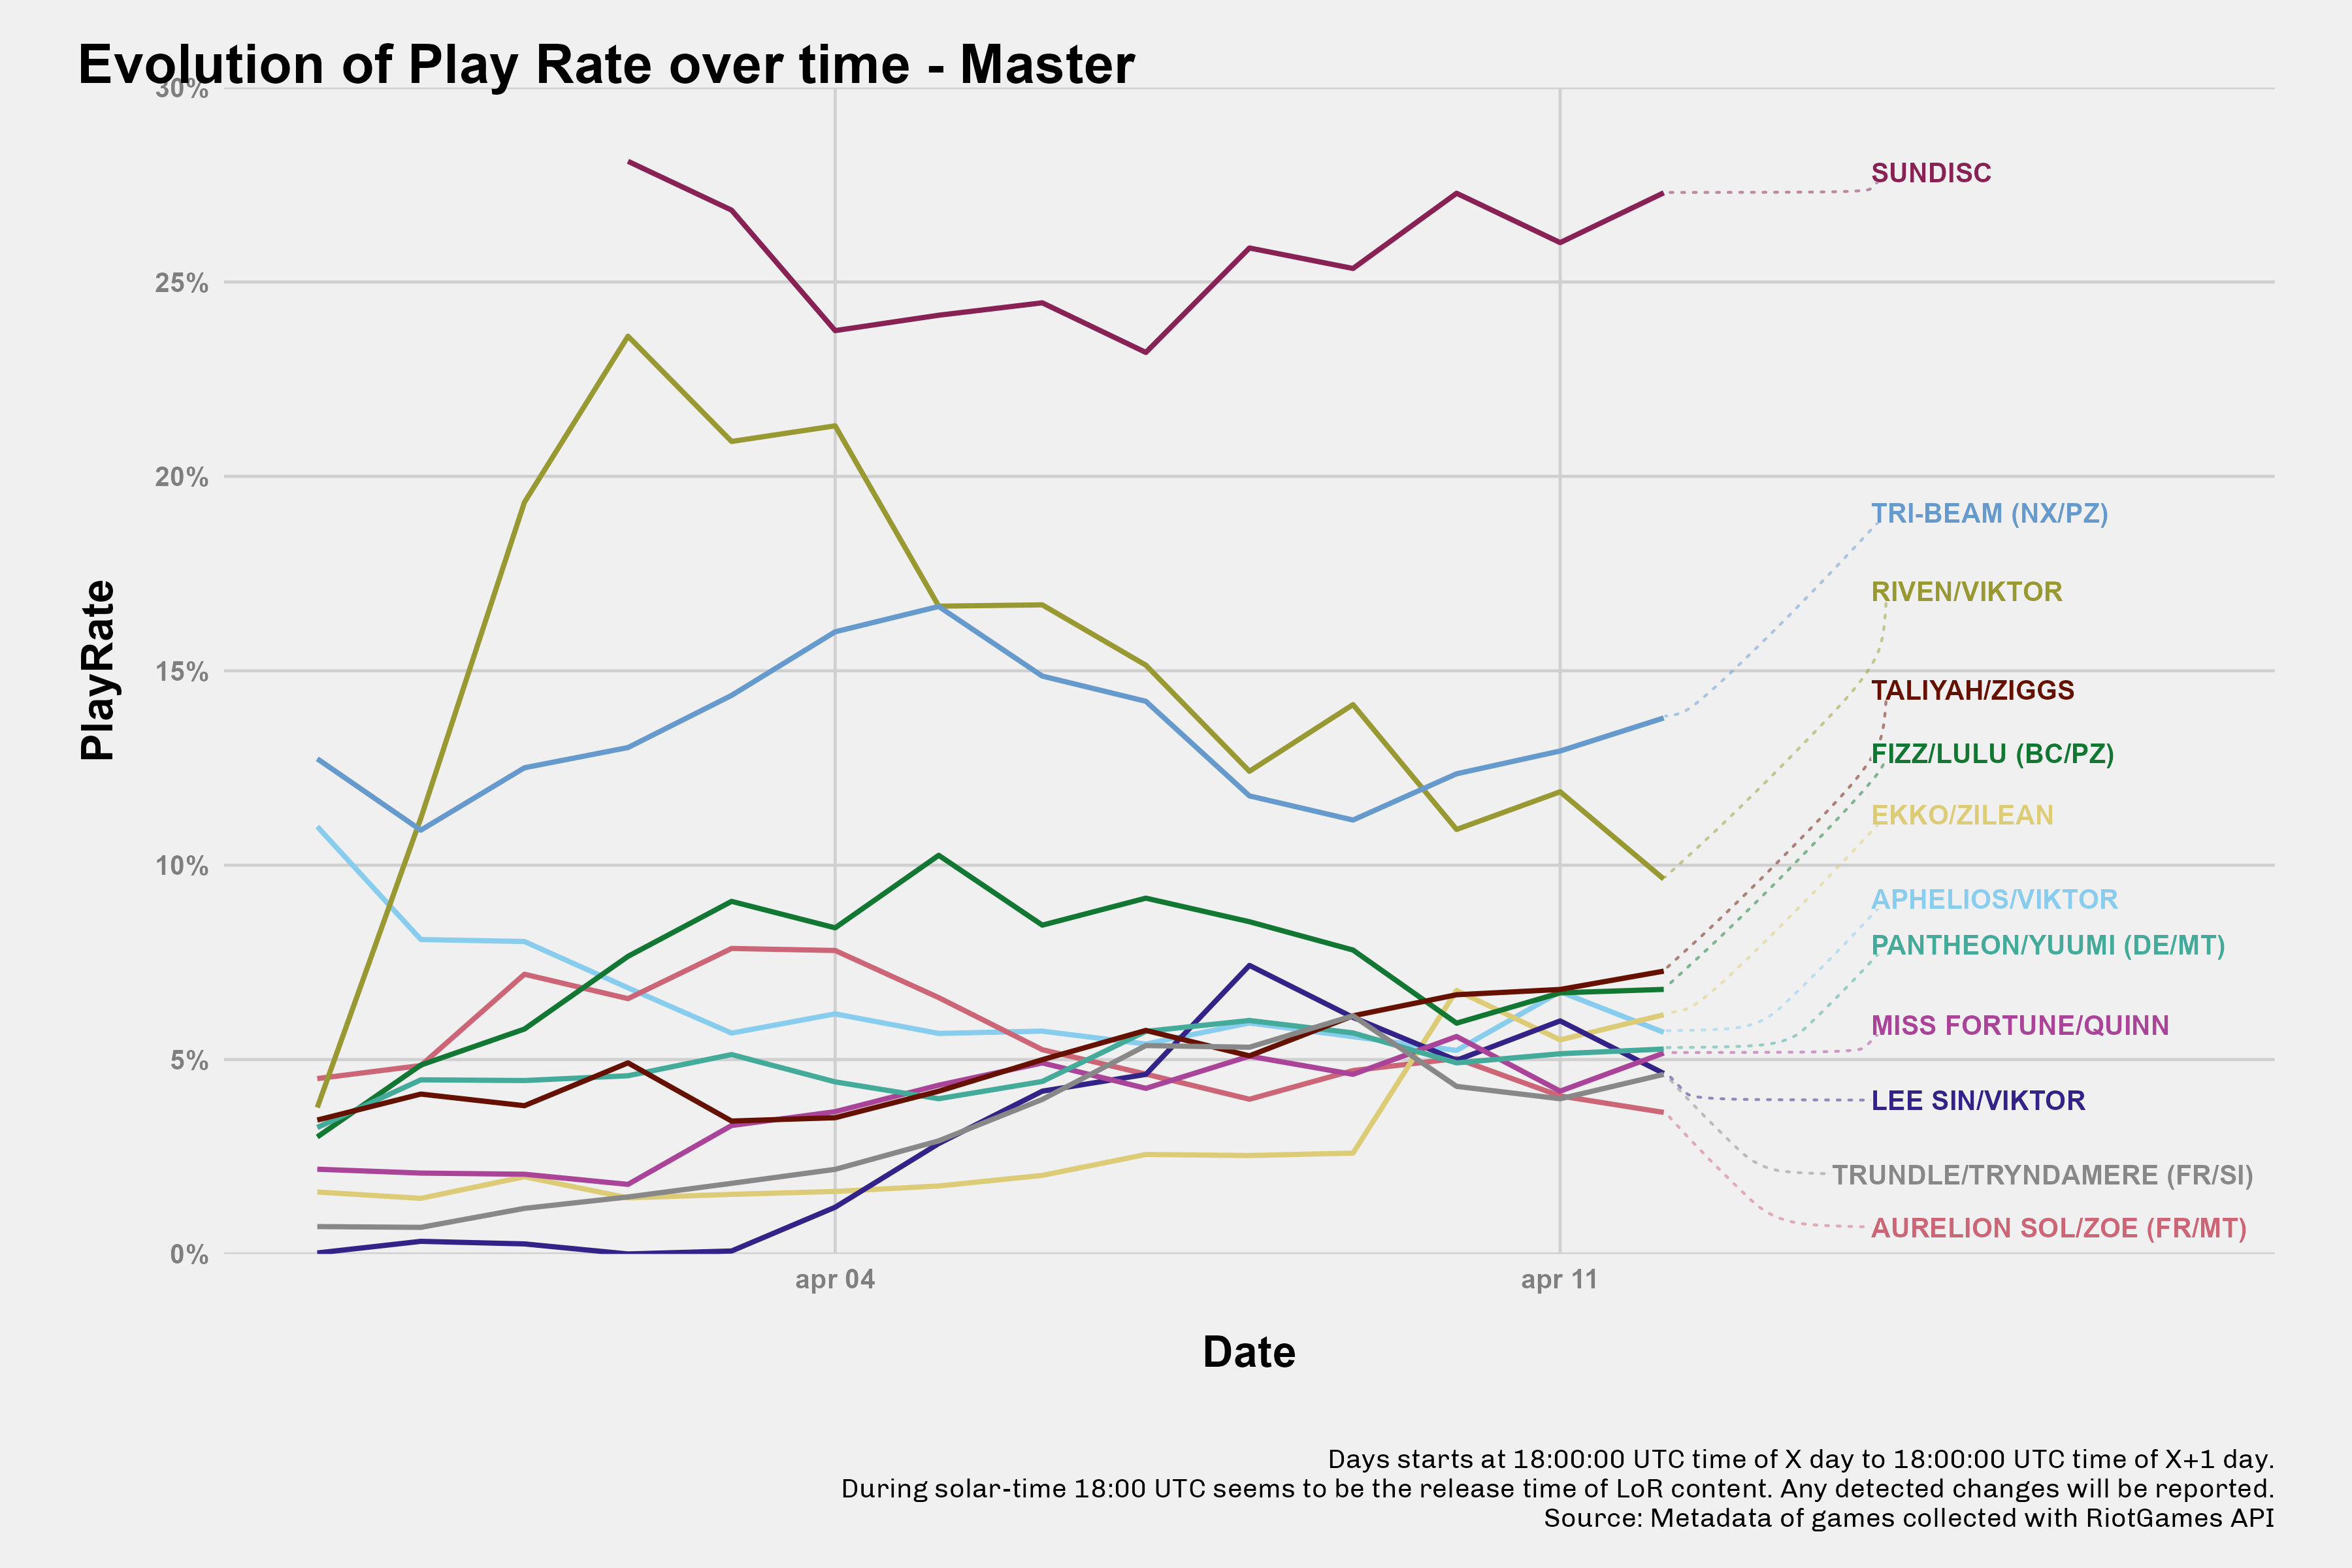 Evolution of Play Rate over time - Master
30%
25%
20%
15%
10%
5%
0%
PlayRate
SUNDISC
TRI-BEAM (NX/PZ)
RIVEN/VIKTOR
TALIYAH/ZIGGS
FIZZ/LULU (BC/PZ)
EKKO/ZILEAN
APHELIOS/VIKTOR
PANTHEON/YUUMI (DE/MT)
MISS FORTUNE/QUINN
LEE SIN/VIKTOR
TRUNDLE/TRYNDAMERE (FR/SI)
AURELION SOL/ZOE (FR/MT)
apr 04
apr 11
Date
Days starts at 18:00:00 UTC time of X day to 18:00:00 UTC time of X+1 day.
During solar-time 18:00 UTC seems to be the release time of LoR content. Any detected changes will be reported.
Source: Metadata of games collected with RiotGames API